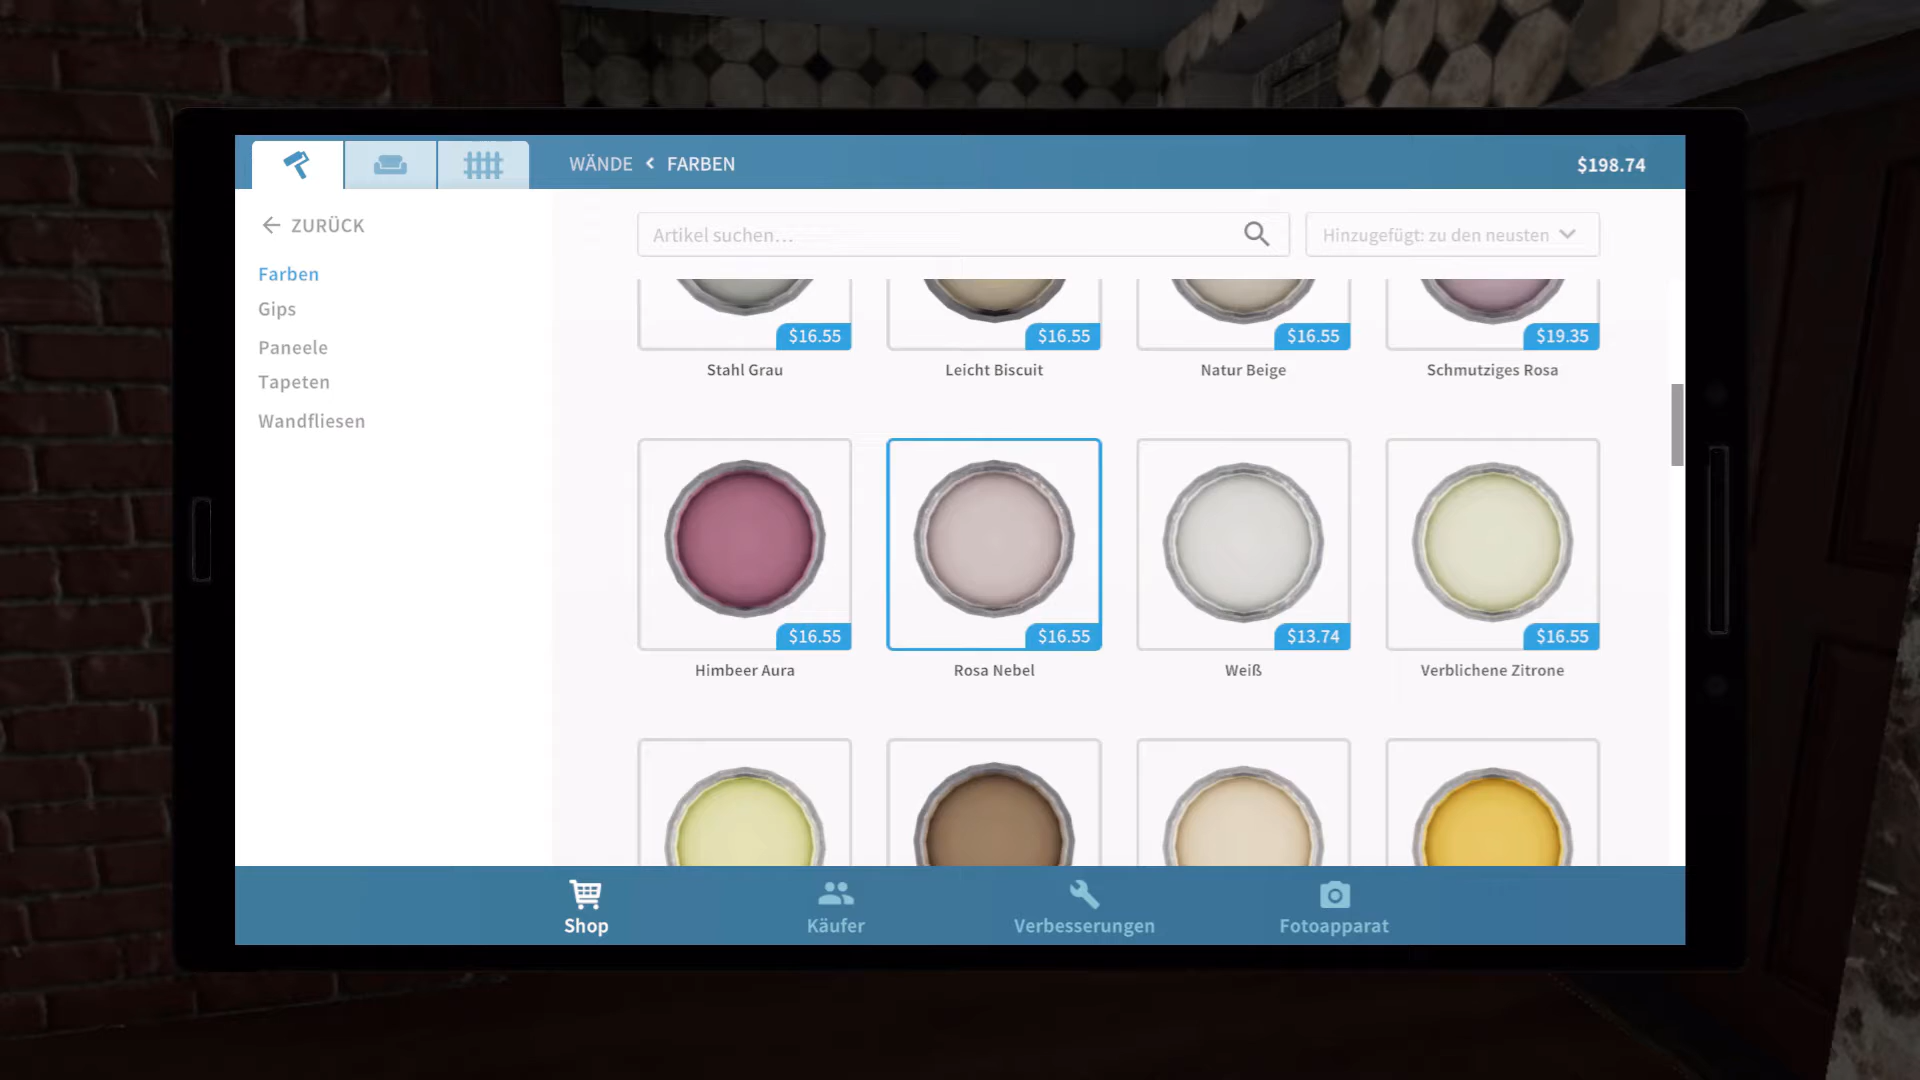 WÄNDE < FARBEN
$198.74
ZURÜCK
Artikel suchen...
Hinzugefügt: zu den neusten
Farben
Gips
Paneele
Tapeten
Wandfliesen
$16.55
$16.55
$16.55
$19.35
Stahl Grau
Leicht Biscuit
Natur Beige
Schmutziges Rosa
$16.55
$16.55
$13.74
$16.55
Himbeer Aura
Rosa Nebel
Weiß
Verblichene Zitrone
Shop
Käufer
Verbesserungen
Fotoapparat